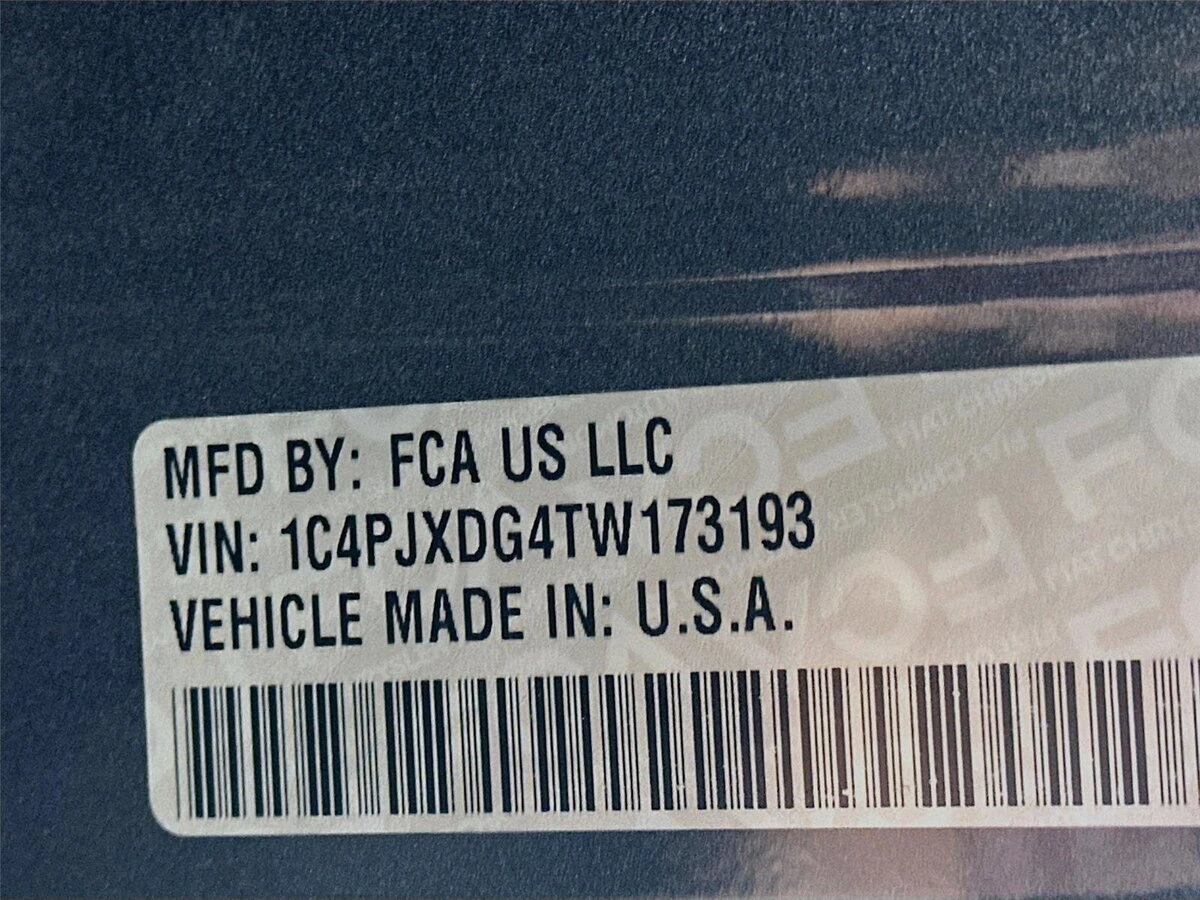 MFD BY: FCA US LLC
VIN: 1C4PJXDG4TW173193
VEHICLE MADE IN: U.S.A.